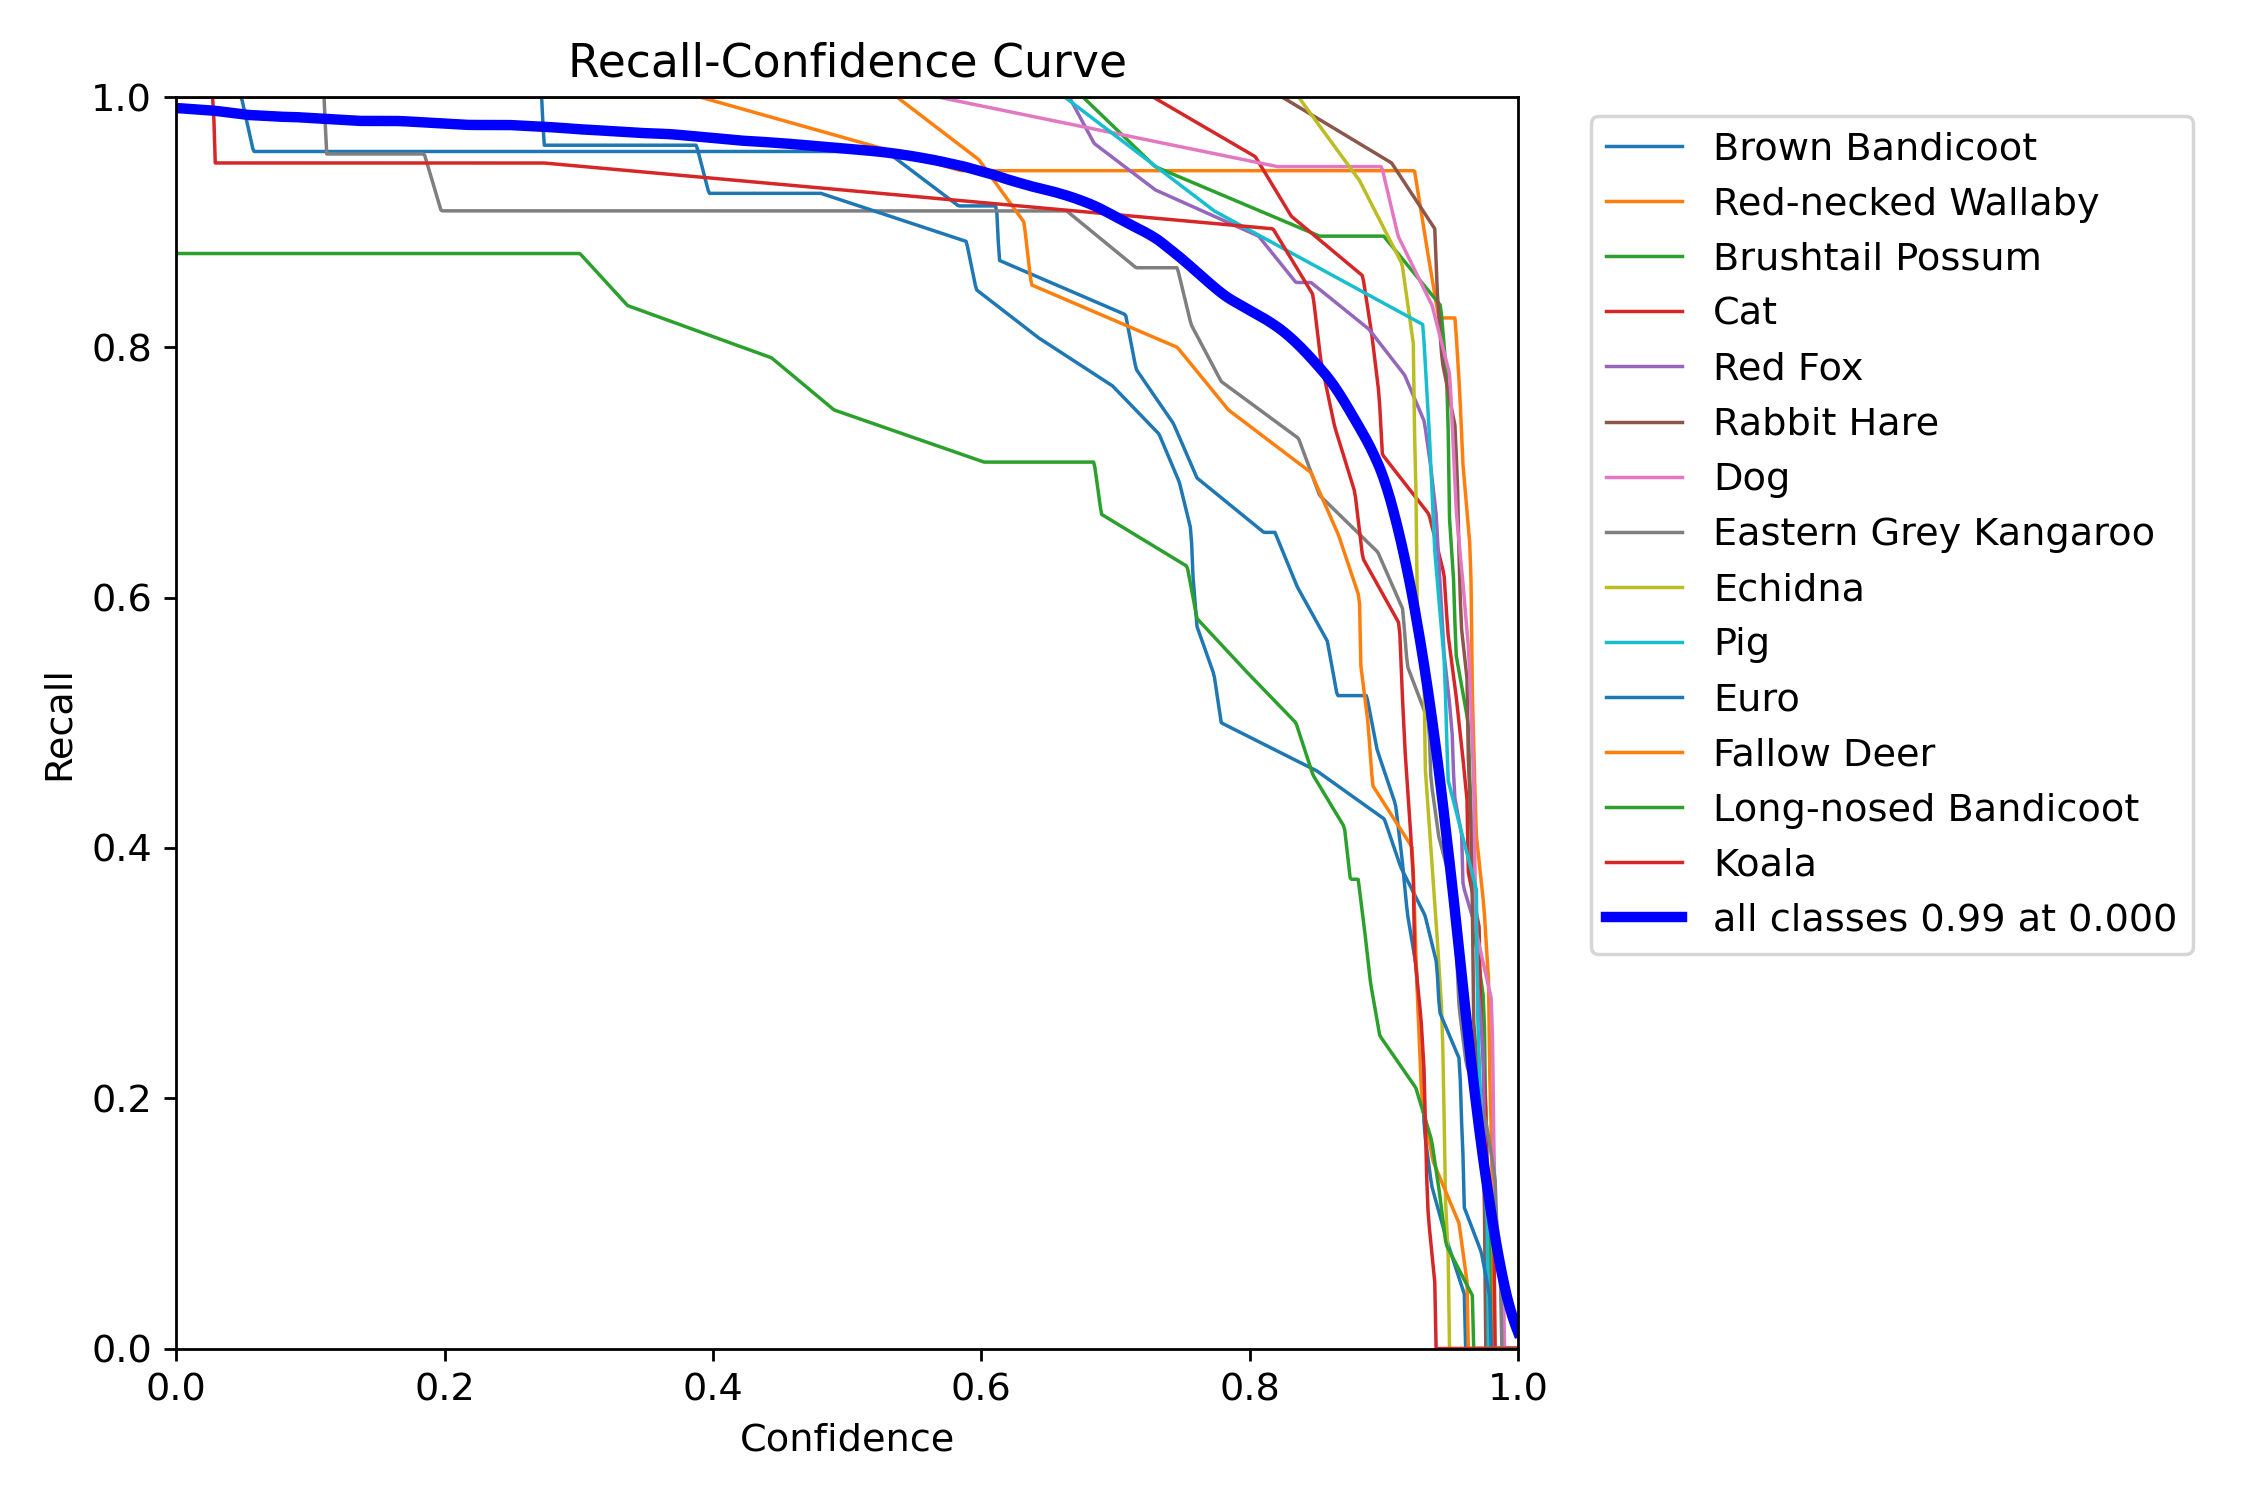 Recall-Confidence Curve
1.0
0.8
0.6
0.4
0.2
0.0
Recall
0.0 0.2 0.4 0.6 0.8 1.0
Confidence
Brown Bandicoot
Red-necked Wallaby
Brushtail Possum
Cat
Red Fox
Rabbit Hare
Dog
Eastern Grey Kangaroo
Echidna
Pig
Euro
Fallow Deer
Long-nosed Bandicoot
Koala
all classes 0.99 at 0.000